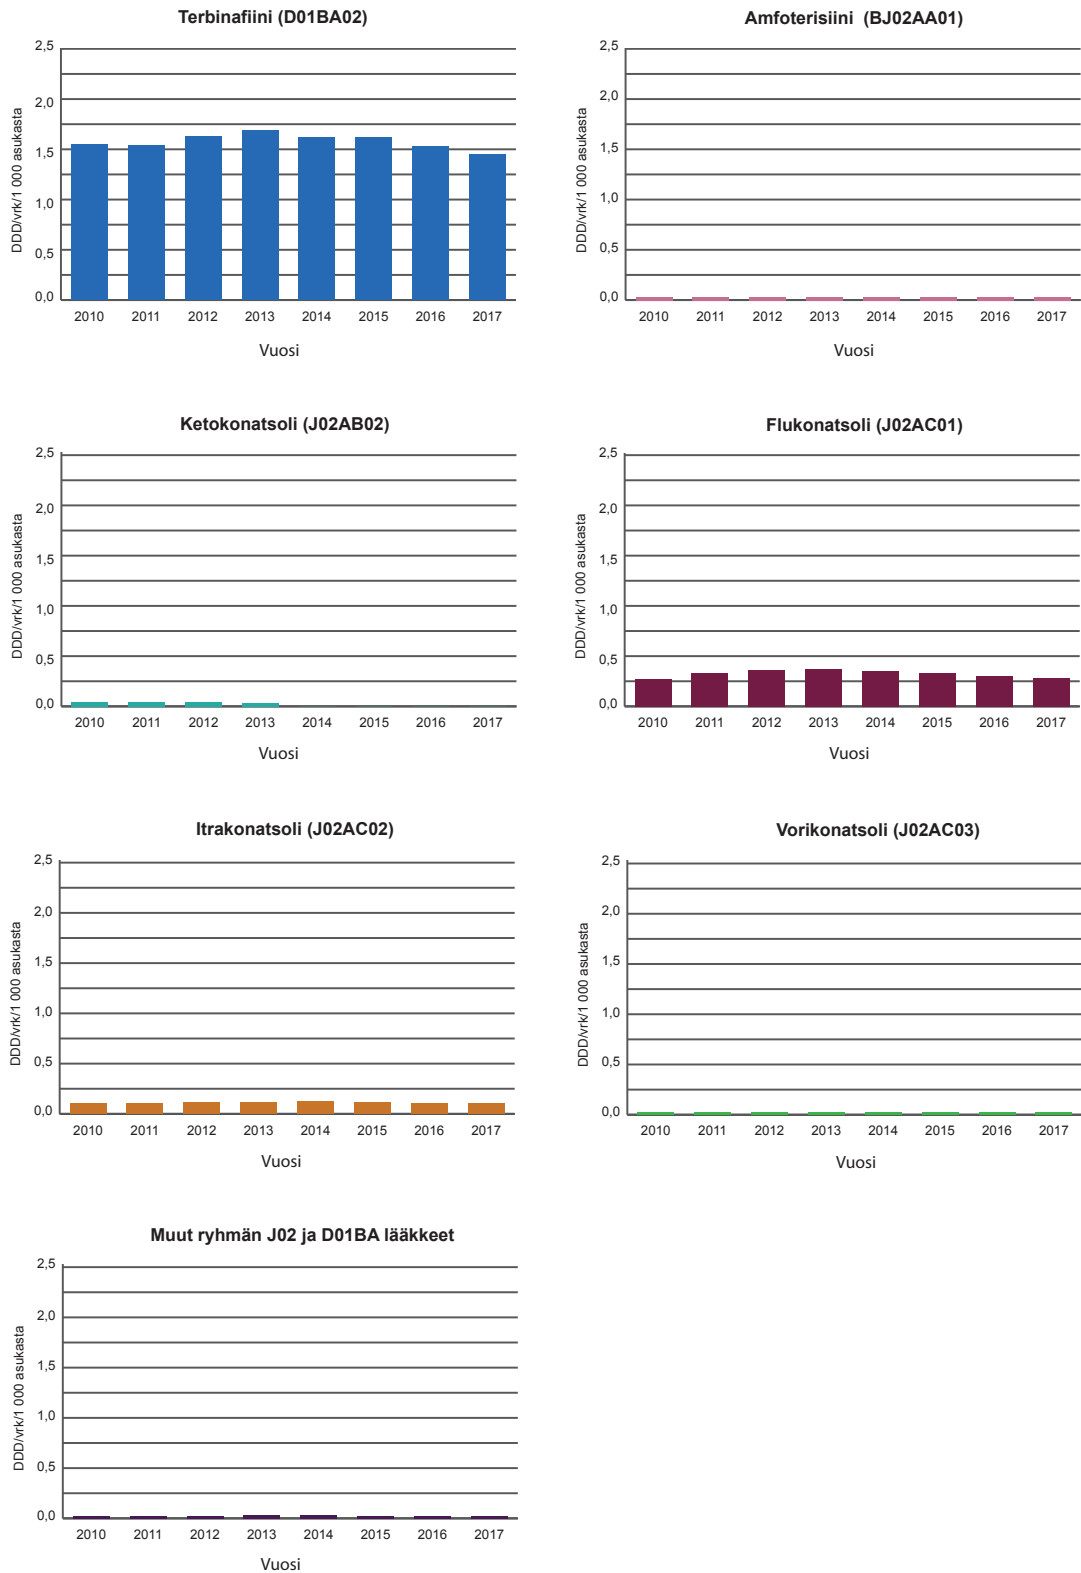 Terbinafiini (D01BA02)
DDD/vrk/1 000 asukasta
2,5
2,0
1,5
1,0
0,5
0,0
2010 2011 2012 2013 2014 2015 2016 2017
Vuosi
Amfoterisiini (BJ02AA01)
DDD/vrk/1 000 asukasta
2,5
2,0
1,5
1,0
0,5
0,0
2010 2011 2012 2013 2014 2015 2016 2017
Vuosi
Ketokonatsoli (J02AB02)
DDD/vrk/1 000 asukasta
2,5
2,0
1,5
1,0
0,5
0,0
2010 2011 2012 2013 2014 2015 2016 2017
Vuosi
Flukonatsoli (J02AC01)
DDD/vrk/1 000 asukasta
2,5
2,0
1,5
1,0
0,5
0,0
2010 2011 2012 2013 2014 2015 2016 2017
Vuosi
Itrakonatsoli (J02AC02)
DDD/vrk/1 000 asukasta
2,5
2,0
1,5
1,0
0,5
0,0
2010 2011 2012 2013 2014 2015 2016 2017
Vuosi
Vorikonatsoli (J02AC03)
DDD/vrk/1 000 asukasta
2,5
2,0
1,5
1,0
0,5
0,0
2010 2011 2012 2013 2014 2015 2016 2017
Vuosi
Muut ryhmän J02 ja D01BA lääkkeet
DDD/vrk/1 000 asukasta
2,5
2,0
1,5
1,0
0,5
0,0
2010 2011 2012 2013 2014 2015 2016 2017
Vuosi